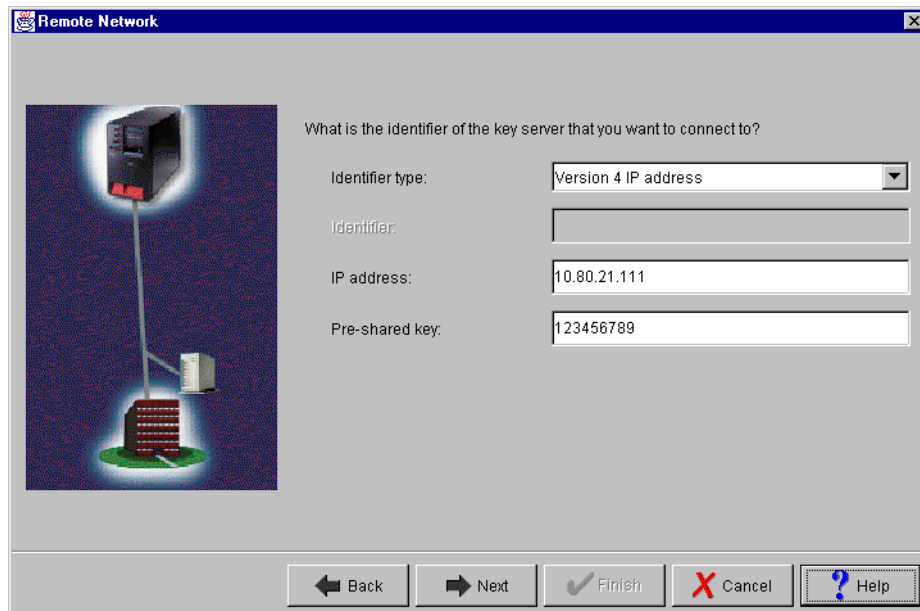 Remote Network
What is the identifier of the key server that you want to connect to?
Identifier type:
Version 4 IP address
Identifier:
IP address:
10.80.21.111
Pre-shared key:
123456789
Back
Next
Finish
Cancel
? Help